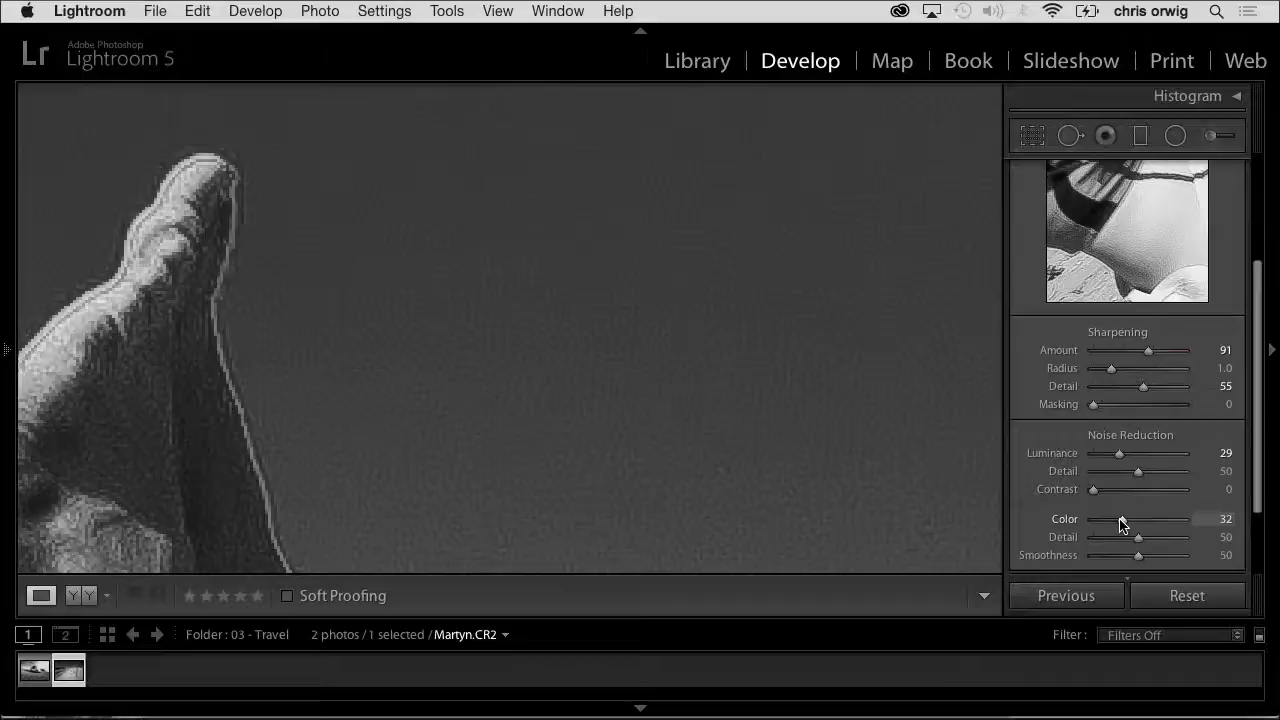 Lightroom File Edit Develop Photo Settings Tools View Window Help chris orwig
Lr Adobe Photoshop
Lightroom 5
Library Develop Map Book Slideshow Print Web
Histogram
Sharpening
Amount 91
Radius 1.0
Detail 55
Masking 0
Noise Reduction
Luminance 29
Detail 50
Contrast 0
Color 32
Detail 50
Smoothness 50
Y Y Soft Proofing Previous Reset
1 2 Folder : 03 - Travel 2 photos / 1 selected / Martyn.CR2 Filter : Filters Off